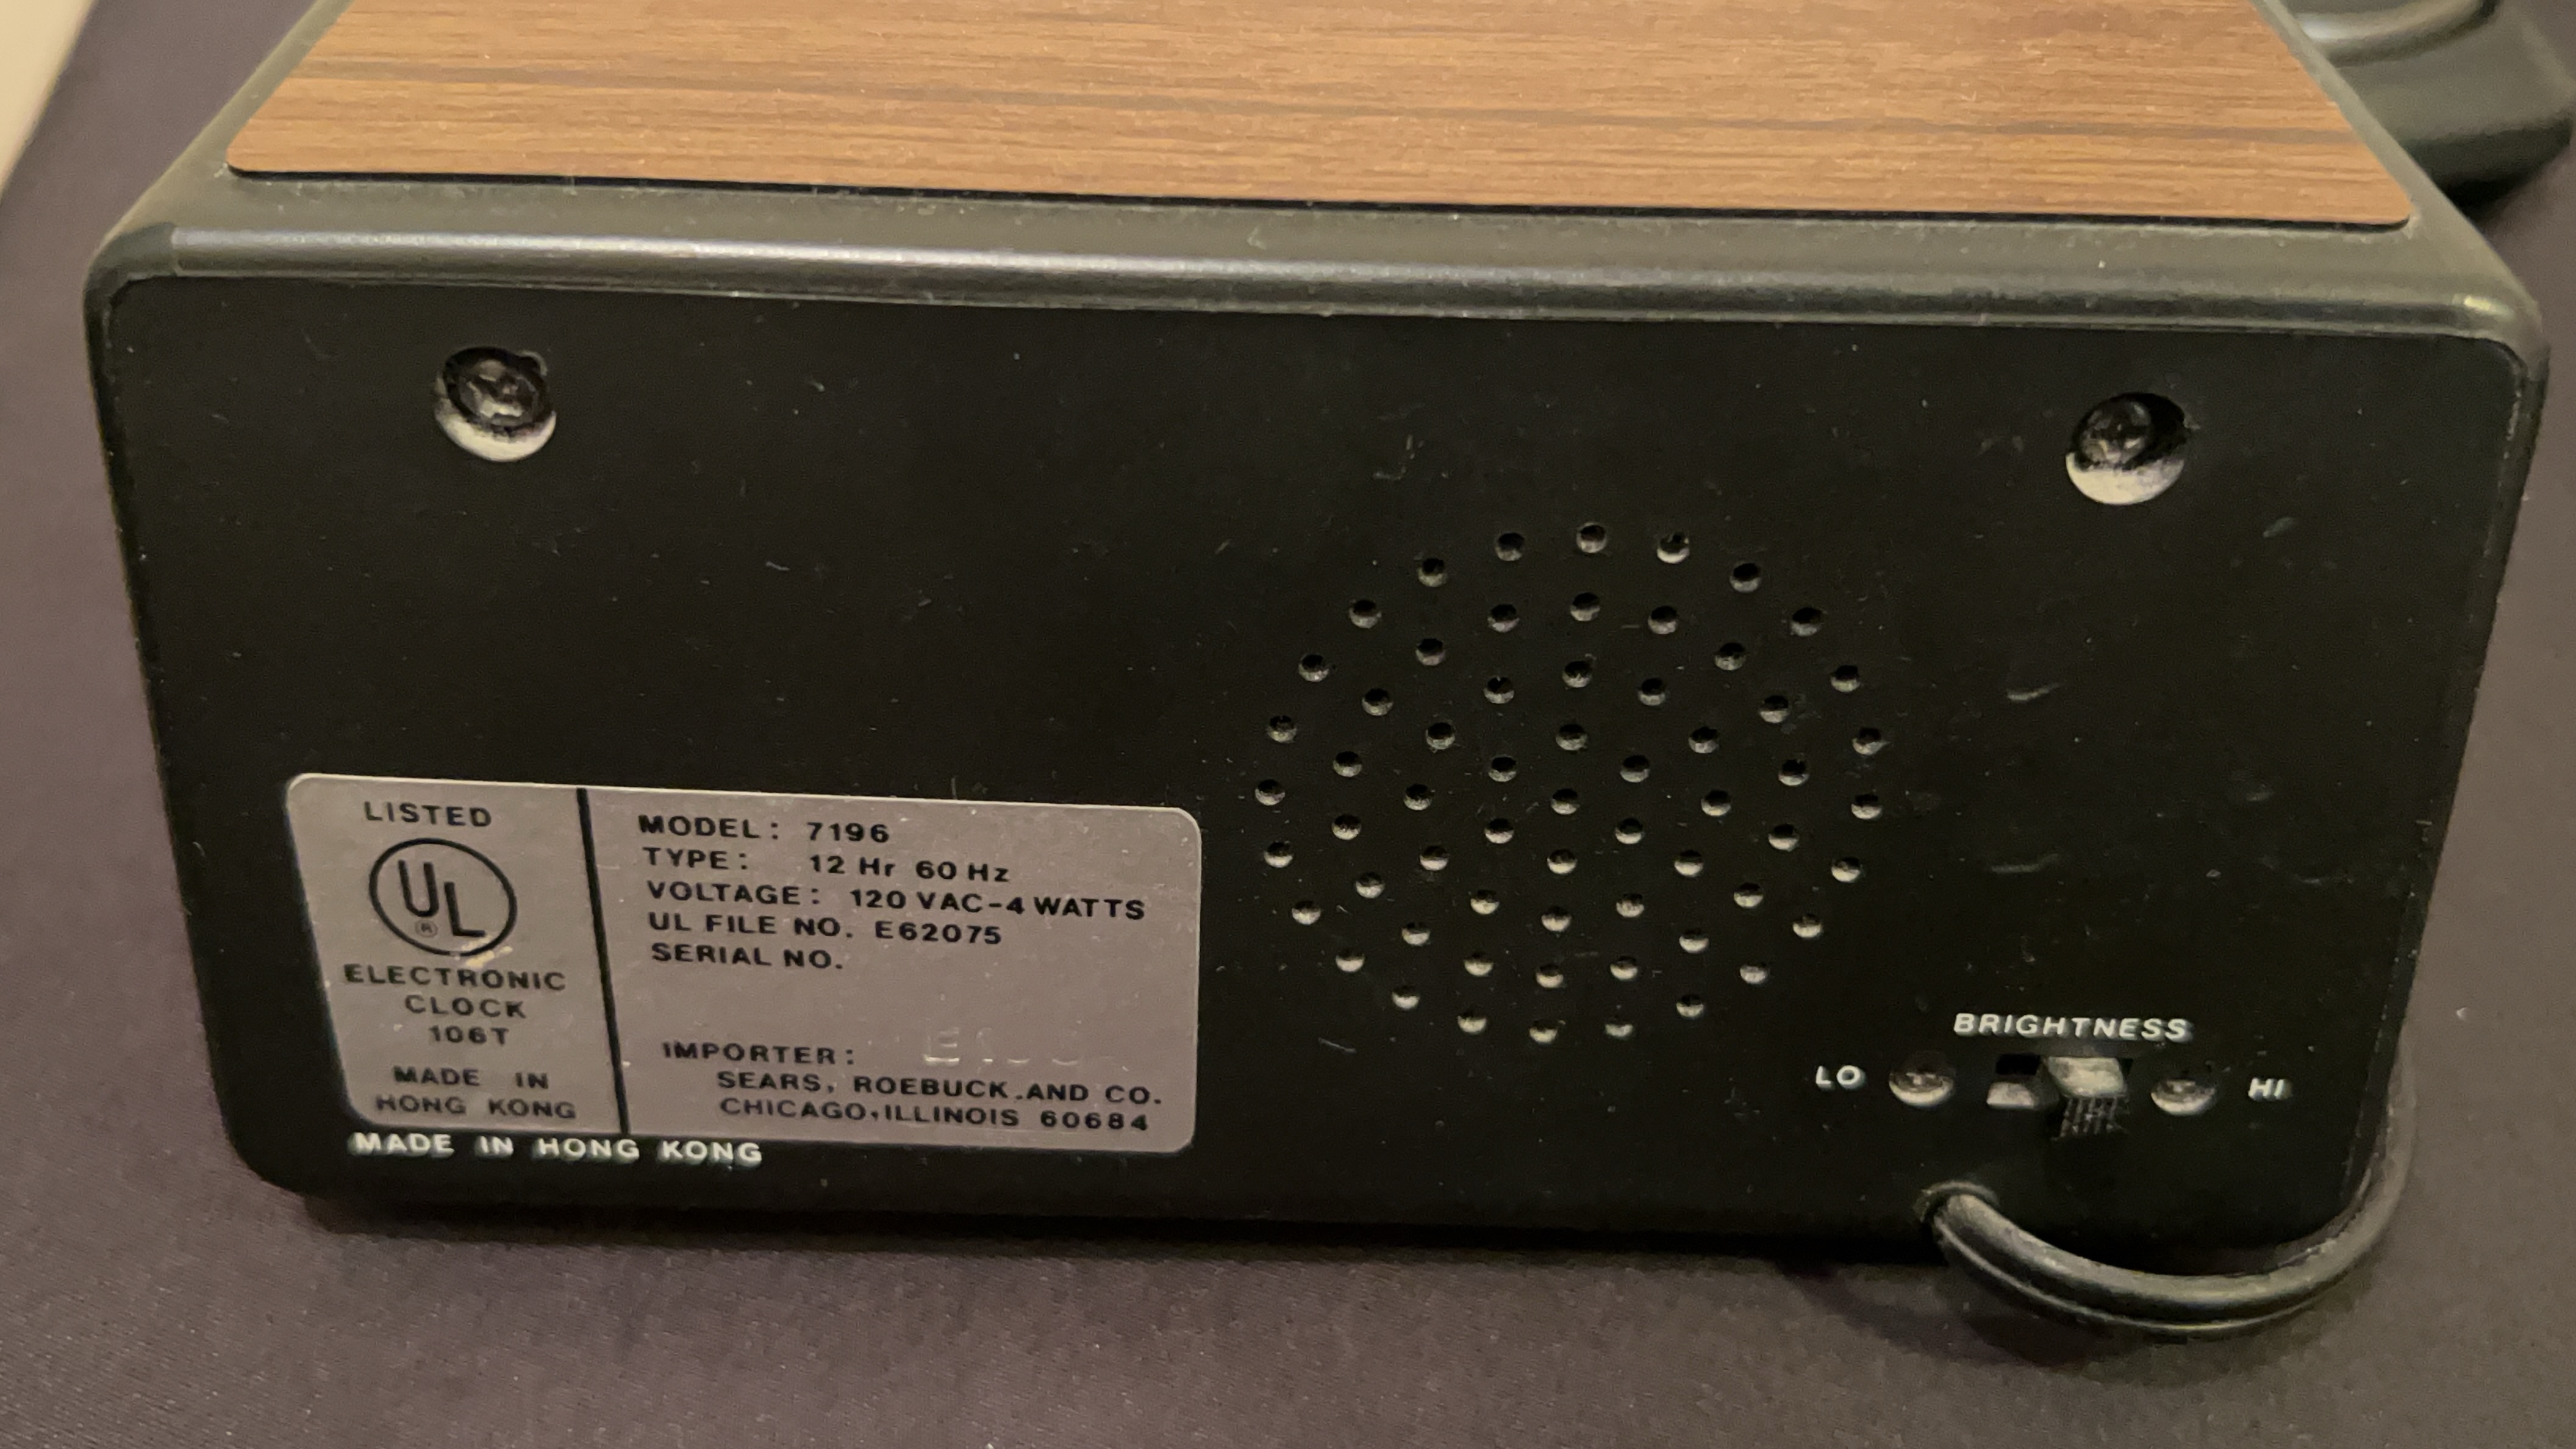 LISTED
UL
®
ELECTRONIC
CLOCK
106T
MADE IN
HONG KONG
MODEL: 7196
TYPE: 12 Hr 60 Hz
VOLTAGE: 120 VAC-4 WATTS
UL FILE NO. E62075
SERIAL NO.
IMPORTER:
SEARS, ROEBUCK.AND CO.
CHICAGO,ILLINOIS 60684
MADE IN HONG KONG
BRIGHTNESS
LO HI